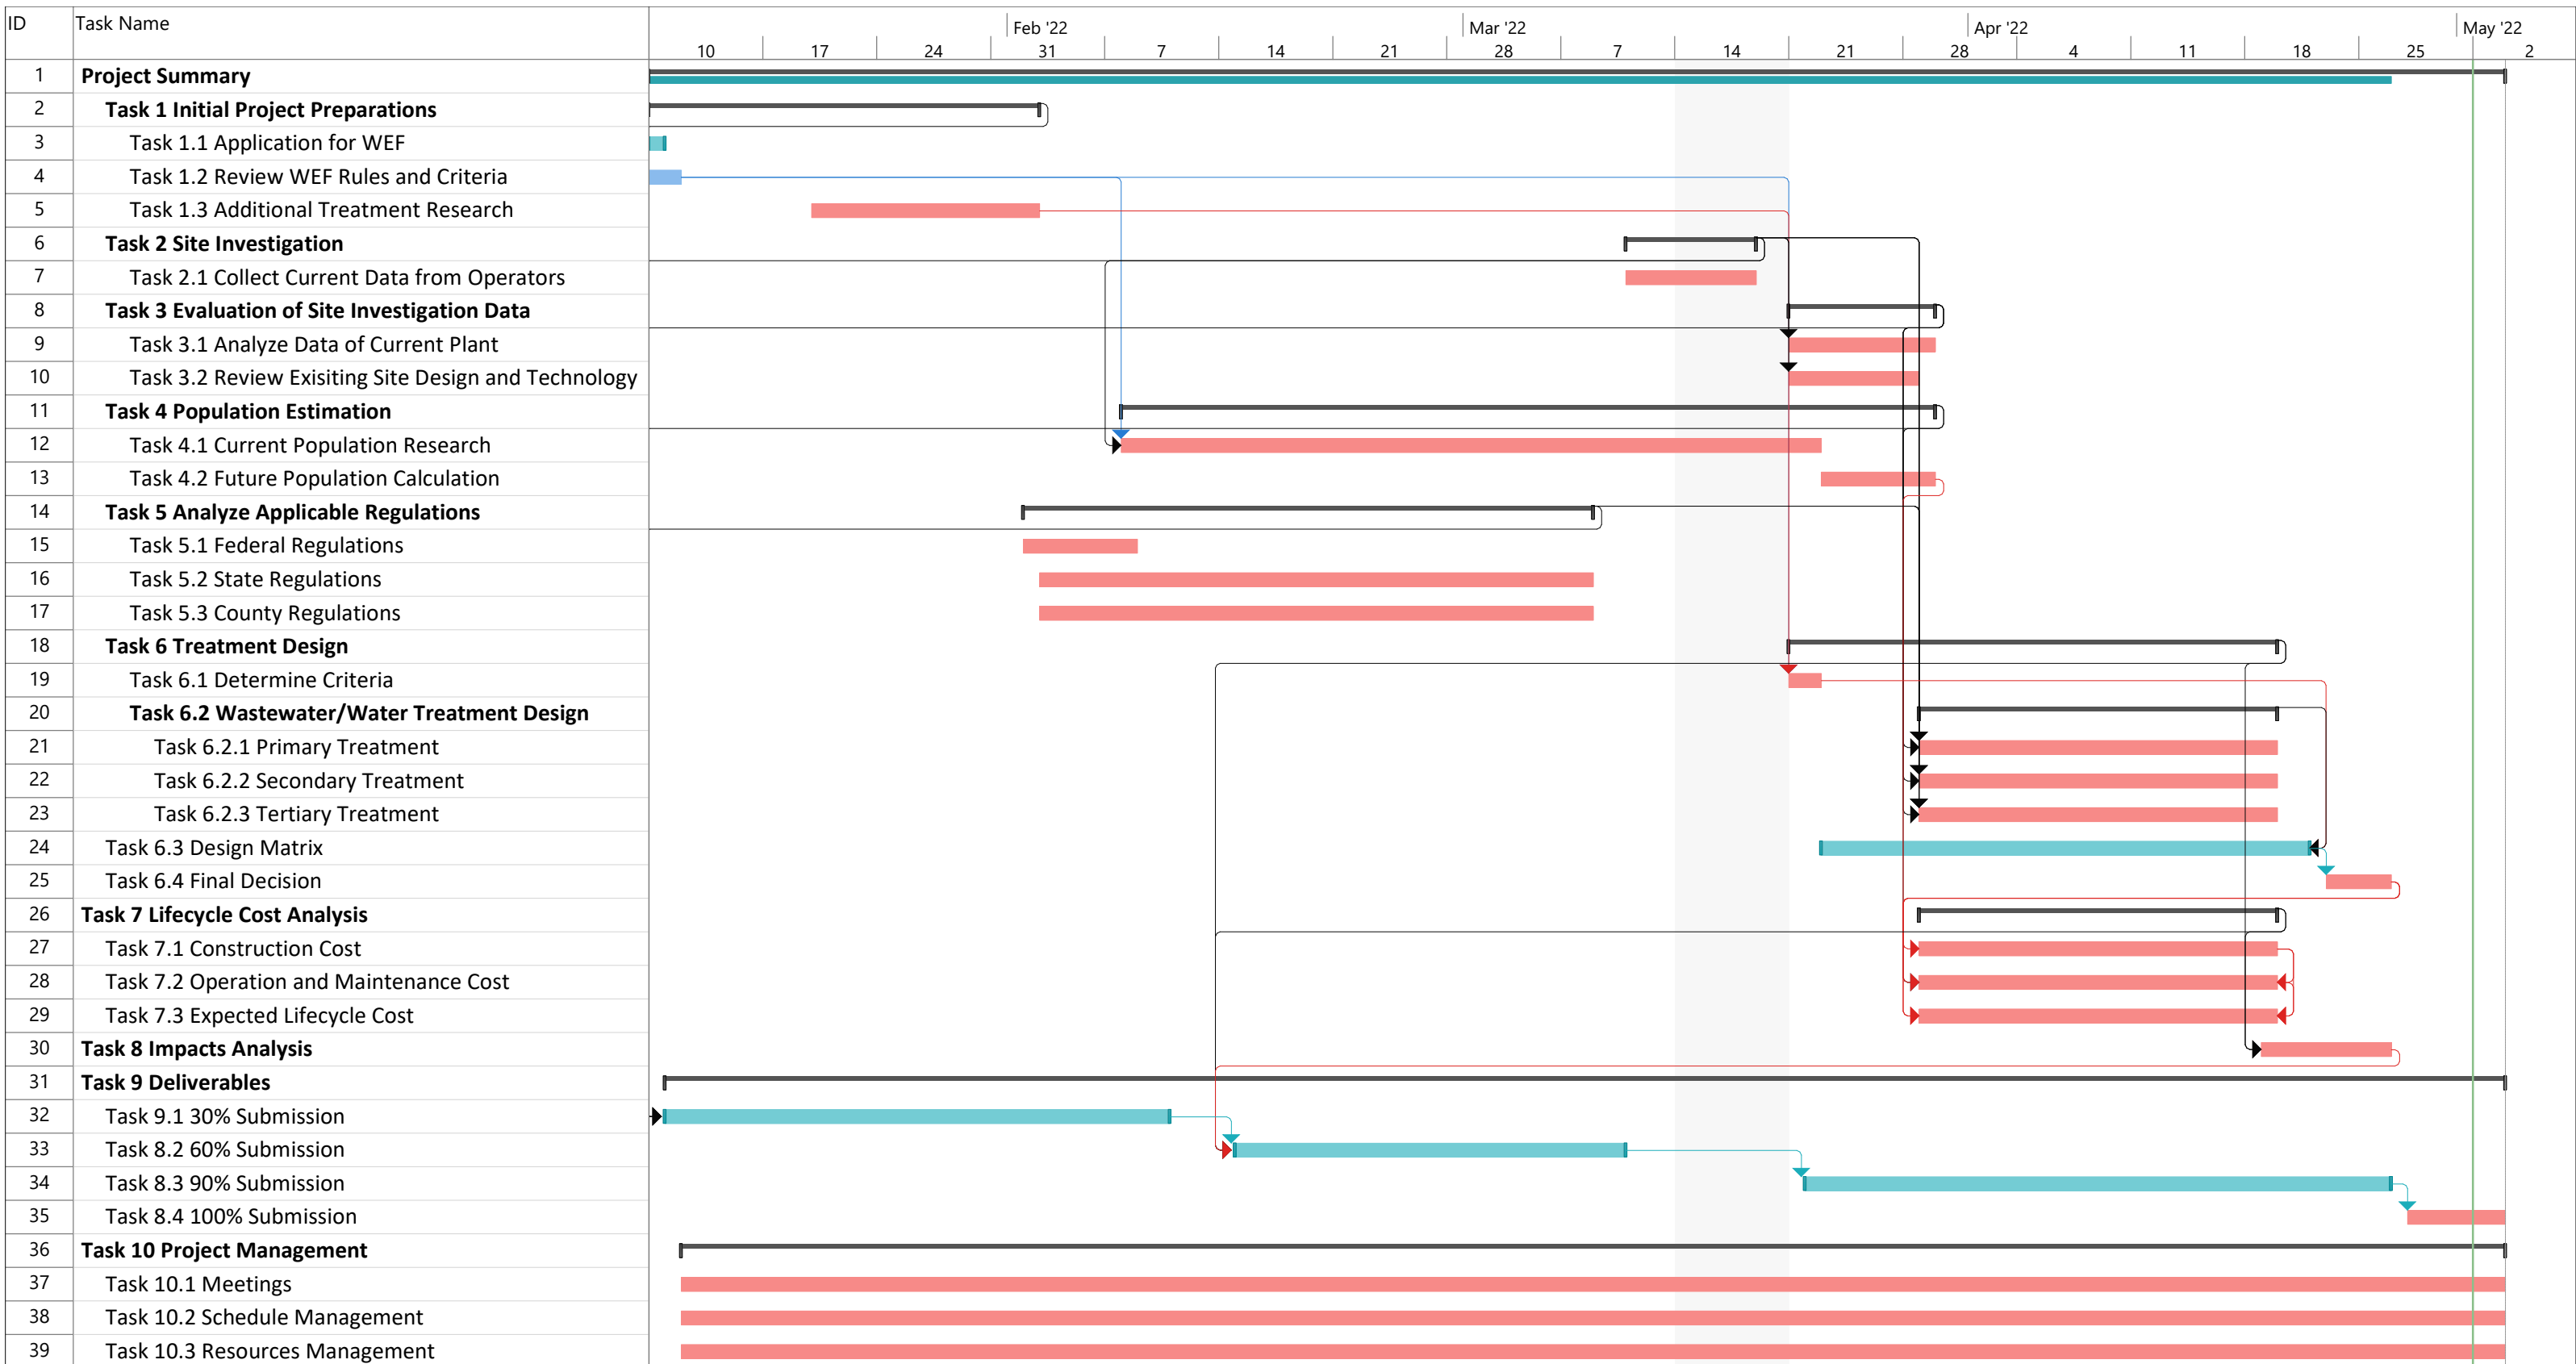 ID Task Name Feb '22 Mar '22 Apr '22 May '22
10 17 24 31 7 14 21 28 7 14 21 28 4 11 18 25 2
1 Project Summary
2 Task 1 Initial Project Preparations
3 Task 1.1 Application for WEF
4 Task 1.2 Review WEF Rules and Criteria
5 Task 1.3 Additional Treatment Research
6 Task 2 Site Investigation
7 Task 2.1 Collect Current Data from Operators
8 Task 3 Evaluation of Site Investigation Data
9 Task 3.1 Analyze Data of Current Plant
10 Task 3.2 Review Exisiting Site Design and Technology
11 Task 4 Population Estimation
12 Task 4.1 Current Population Research
13 Task 4.2 Future Population Calculation
14 Task 5 Analyze Applicable Regulations
15 Task 5.1 Federal Regulations
16 Task 5.2 State Regulations
17 Task 5.3 County Regulations
18 Task 6 Treatment Design
19 Task 6.1 Determine Criteria
20 Task 6.2 Wastewater/Water Treatment Design
21 Task 6.2.1 Primary Treatment
22 Task 6.2.2 Secondary Treatment
23 Task 6.2.3 Tertiary Treatment
24 Task 6.3 Design Matrix
25 Task 6.4 Final Decision
26 Task 7 Lifecycle Cost Analysis
27 Task 7.1 Construction Cost
28 Task 7.2 Operation and Maintenance Cost
29 Task 7.3 Expected Lifecycle Cost
30 Task 8 Impacts Analysis
31 Task 9 Deliverables
32 Task 9.1 30% Submission
33 Task 8.2 60% Submission
34 Task 8.3 90% Submission
35 Task 8.4 100% Submission
36 Task 10 Project Management
37 Task 10.1 Meetings
38 Task 10.2 Schedule Management
39 Task 10.3 Resources Management